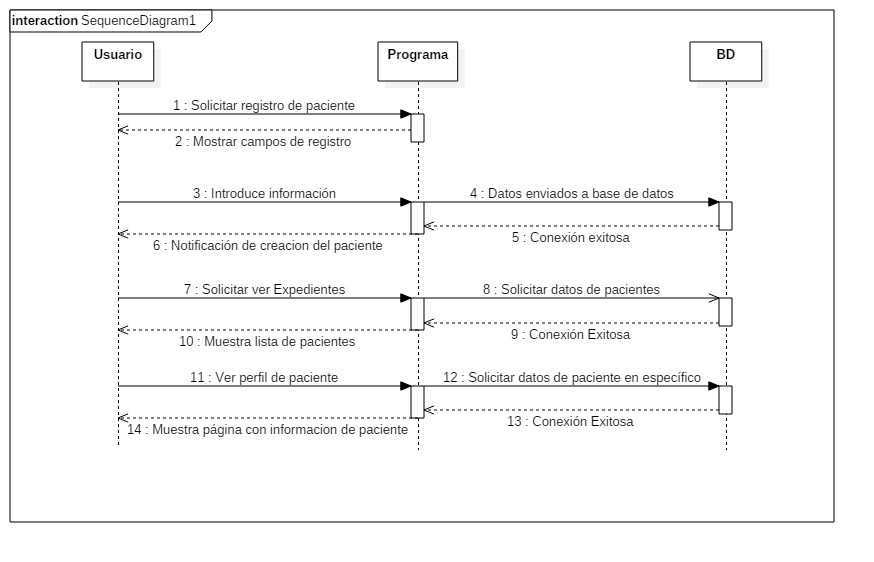 interaction SequenceDiagram1
Usuario
Programa
BD
1 : Solicitar registro de paciente
2 : Mostrar campos de registro
3 : Introduce información
4 : Datos enviados a base de datos
5 : Conexión exitosa
6 : Notificación de creacion del paciente
7 : Solicitar ver Expedientes
8 : Solicitar datos de pacientes
9 : Conexión Exitosa
10 : Muestra lista de pacientes
11 : Ver perfil de paciente
12 : Solicitar datos de paciente en específico
13 : Conexión Exitosa
14 : Muestra página con informacion de paciente